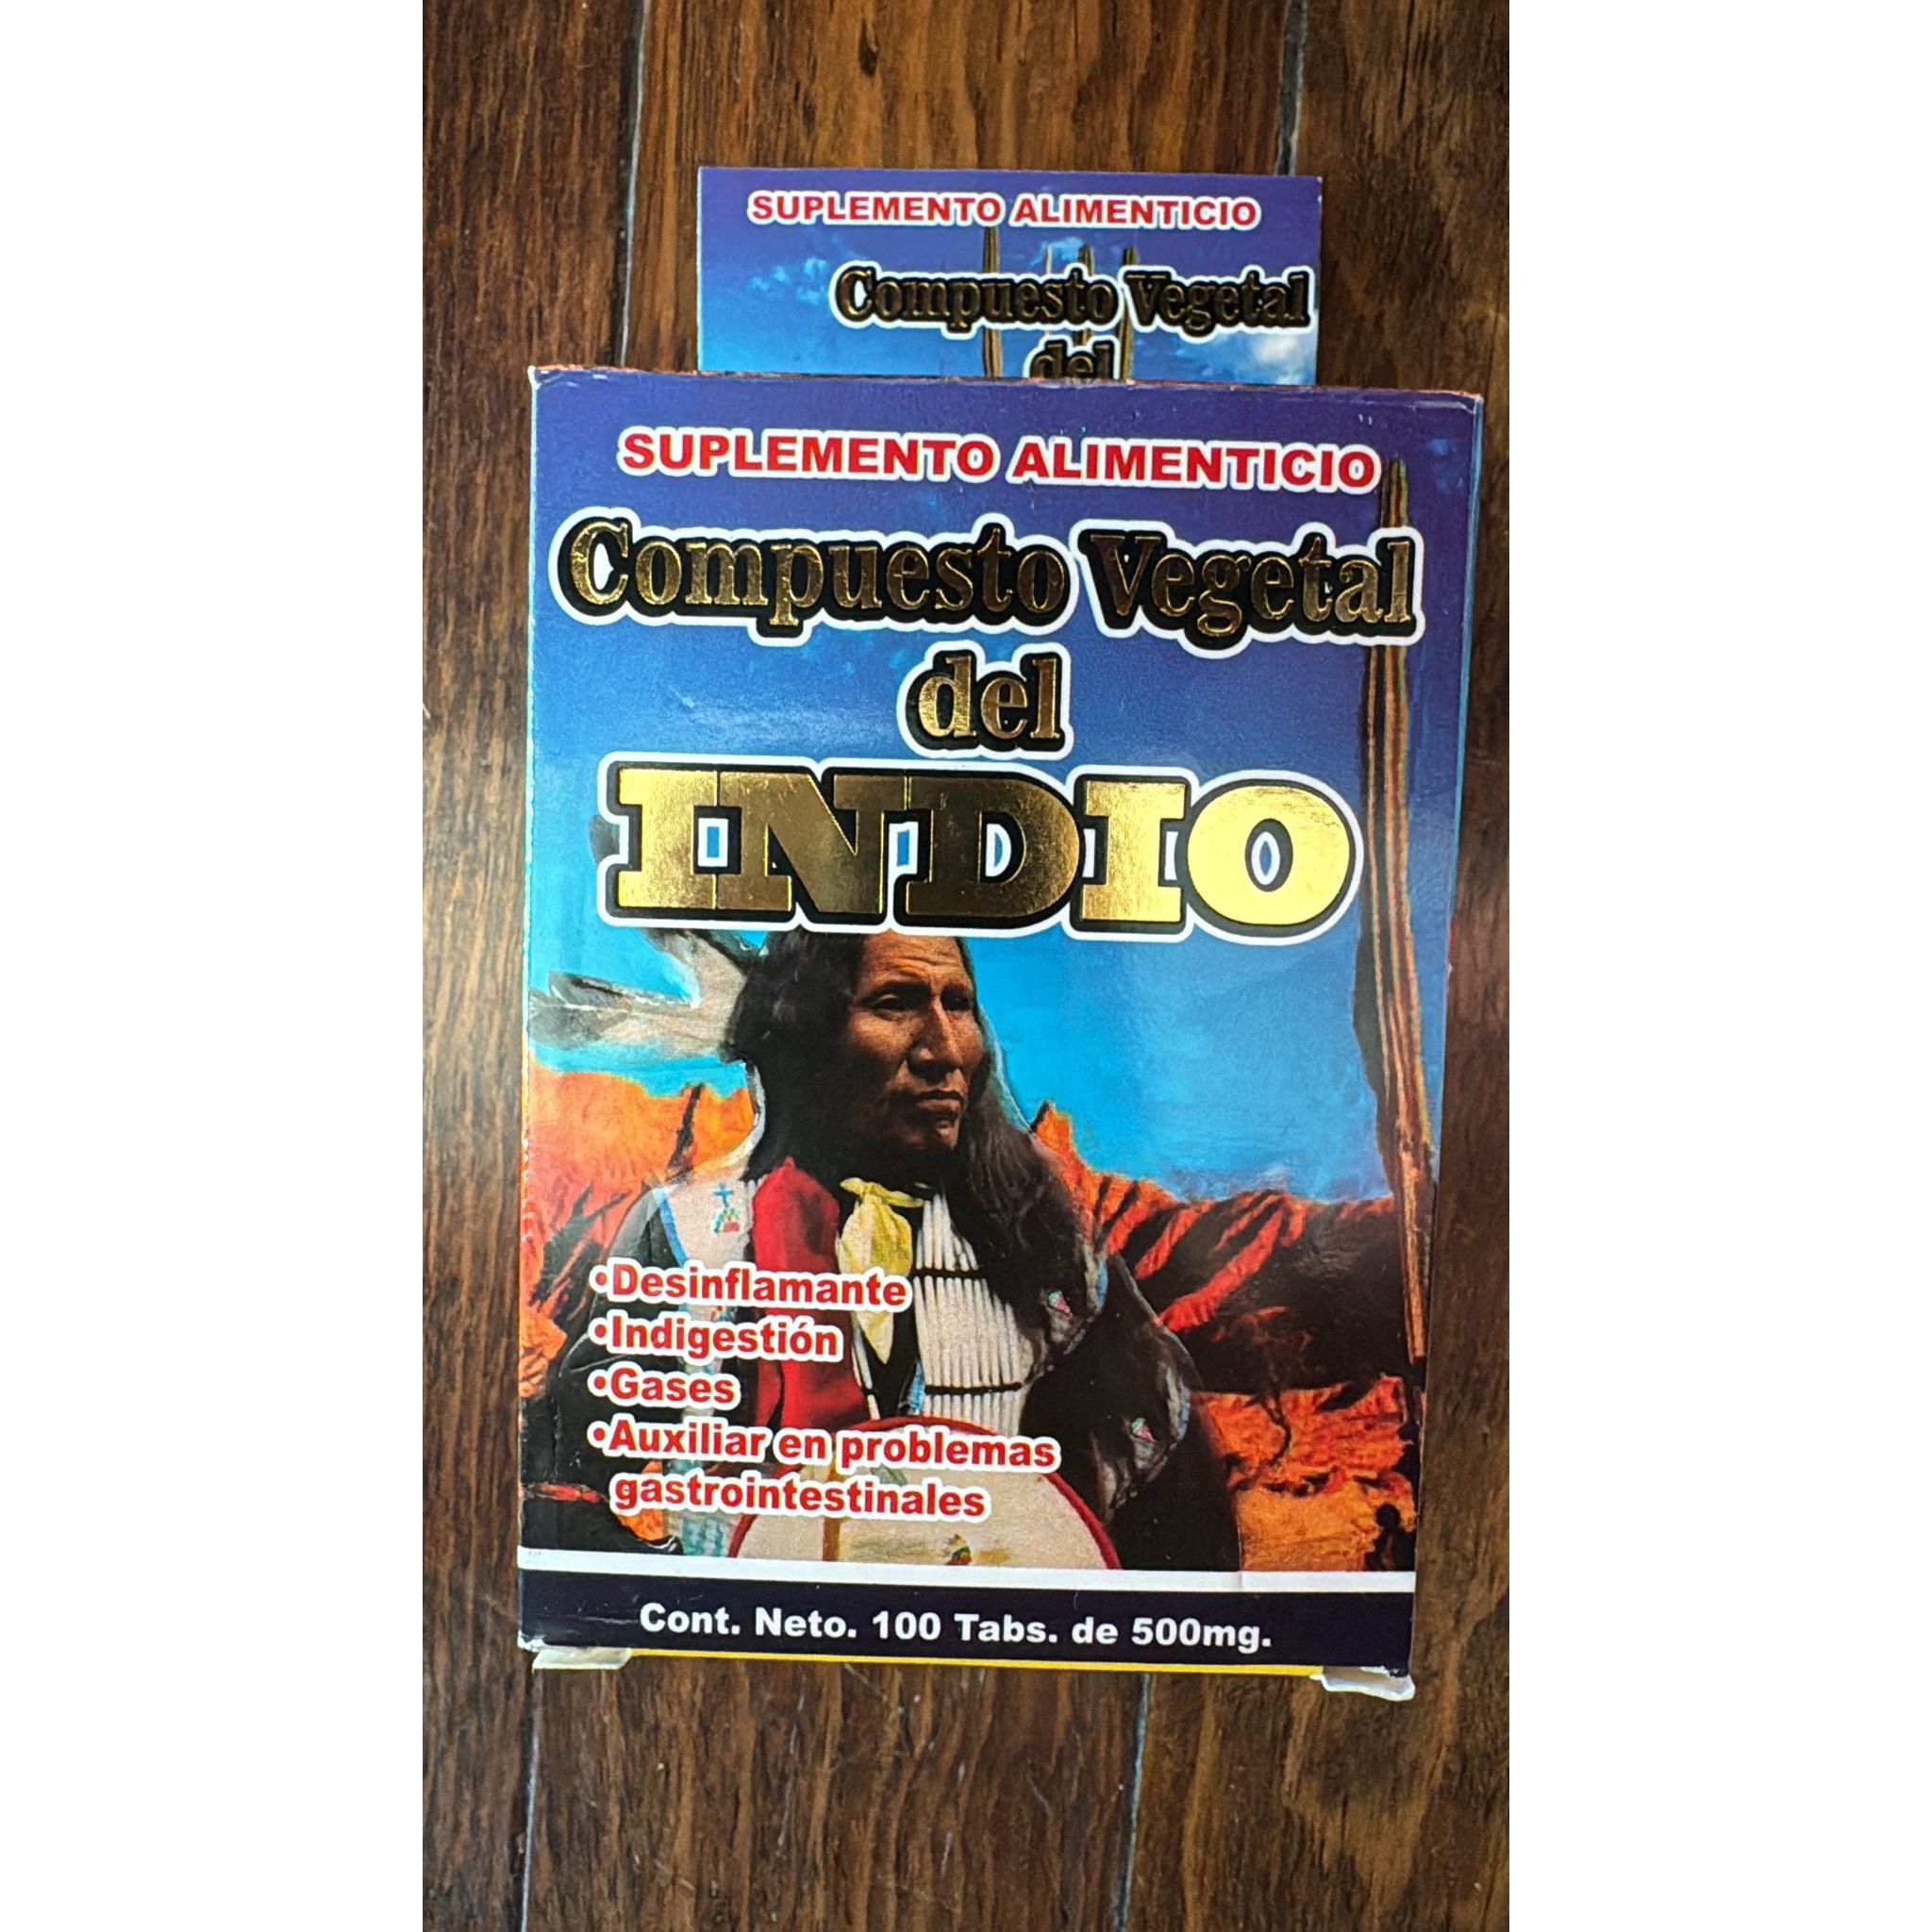 SUPLEMENTO ALIMENTICIO
Compuesto Vegetal
del
SUPLEMENTO ALIMENTICIO
Compuesto Vegetal
del
INDIO
•Desinflamante
•Indigestión
•Gases
•Auxiliar en problemas
gastrointestinales
Cont. Neto. 100 Tabs. de 500mg.